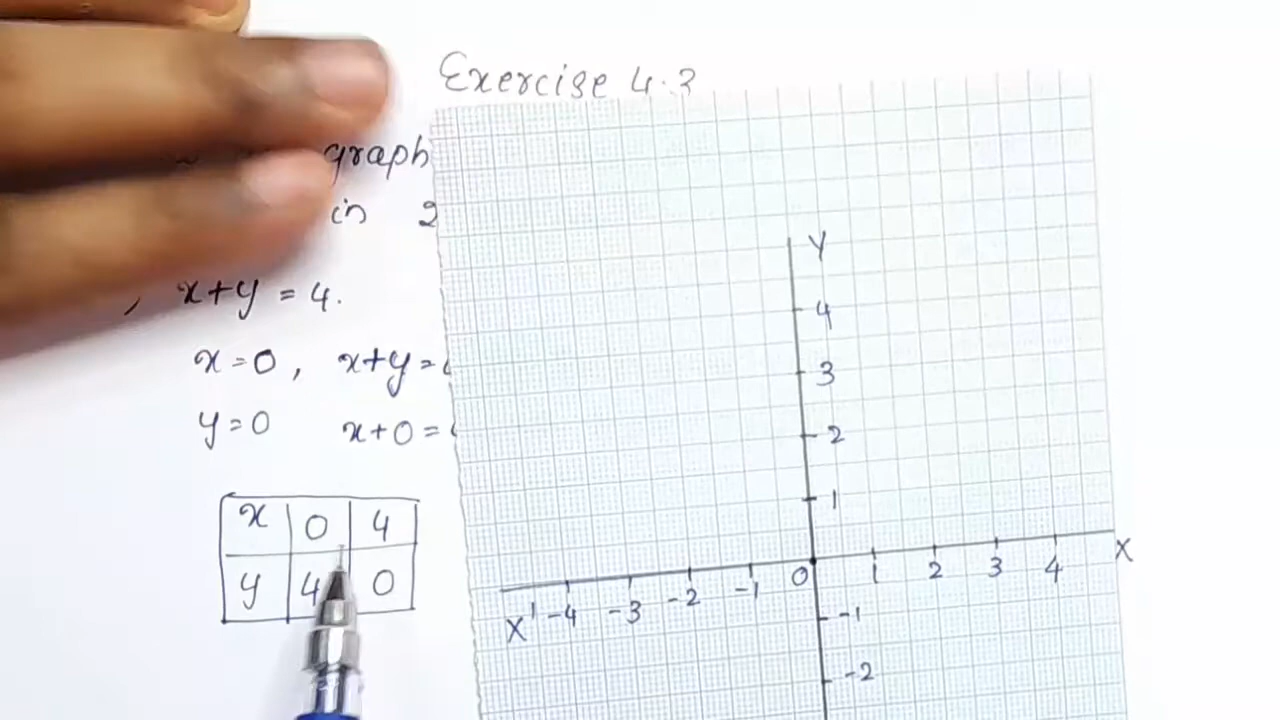 Exercise 4.3
graph
in 2
, x+y = 4.
x=0, x+y=
y=0 x+0=
x 0 4
y 4 0
Y
4
3
2
1
X' -4 -3 -2 -1 0 1 2 3 4 X
-1
-2